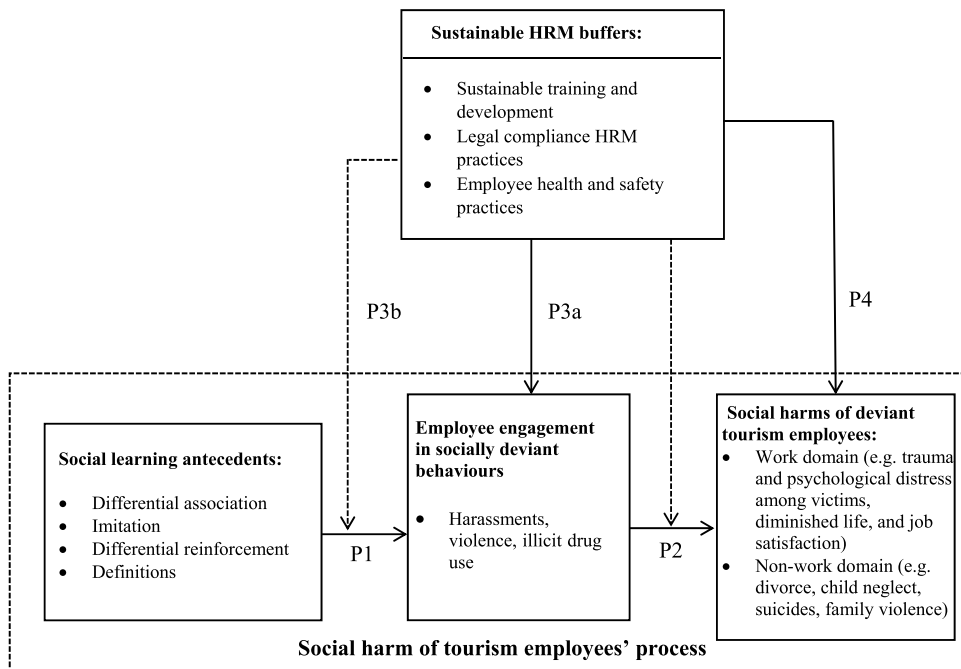 Sustainable HRM buffers:
• Sustainable training and
development
• Legal compliance HRM
practices
• Employee health and safety
practices
P3b
P3a
P4
Social learning antecedents:
• Differential association
• Imitation
• Differential reinforcement
• Definitions
P1
Employee engagement
in socially deviant
behaviours
• Harassments,
violence, illicit drug
use
P2
Social harms of deviant
tourism employees:
• Work domain (e.g. trauma
and psychological distress
among victims,
diminished life, and job
satisfaction)
• Non-work domain (e.g.
divorce, child neglect,
suicides, family violence)
Social harm of tourism employees’ process